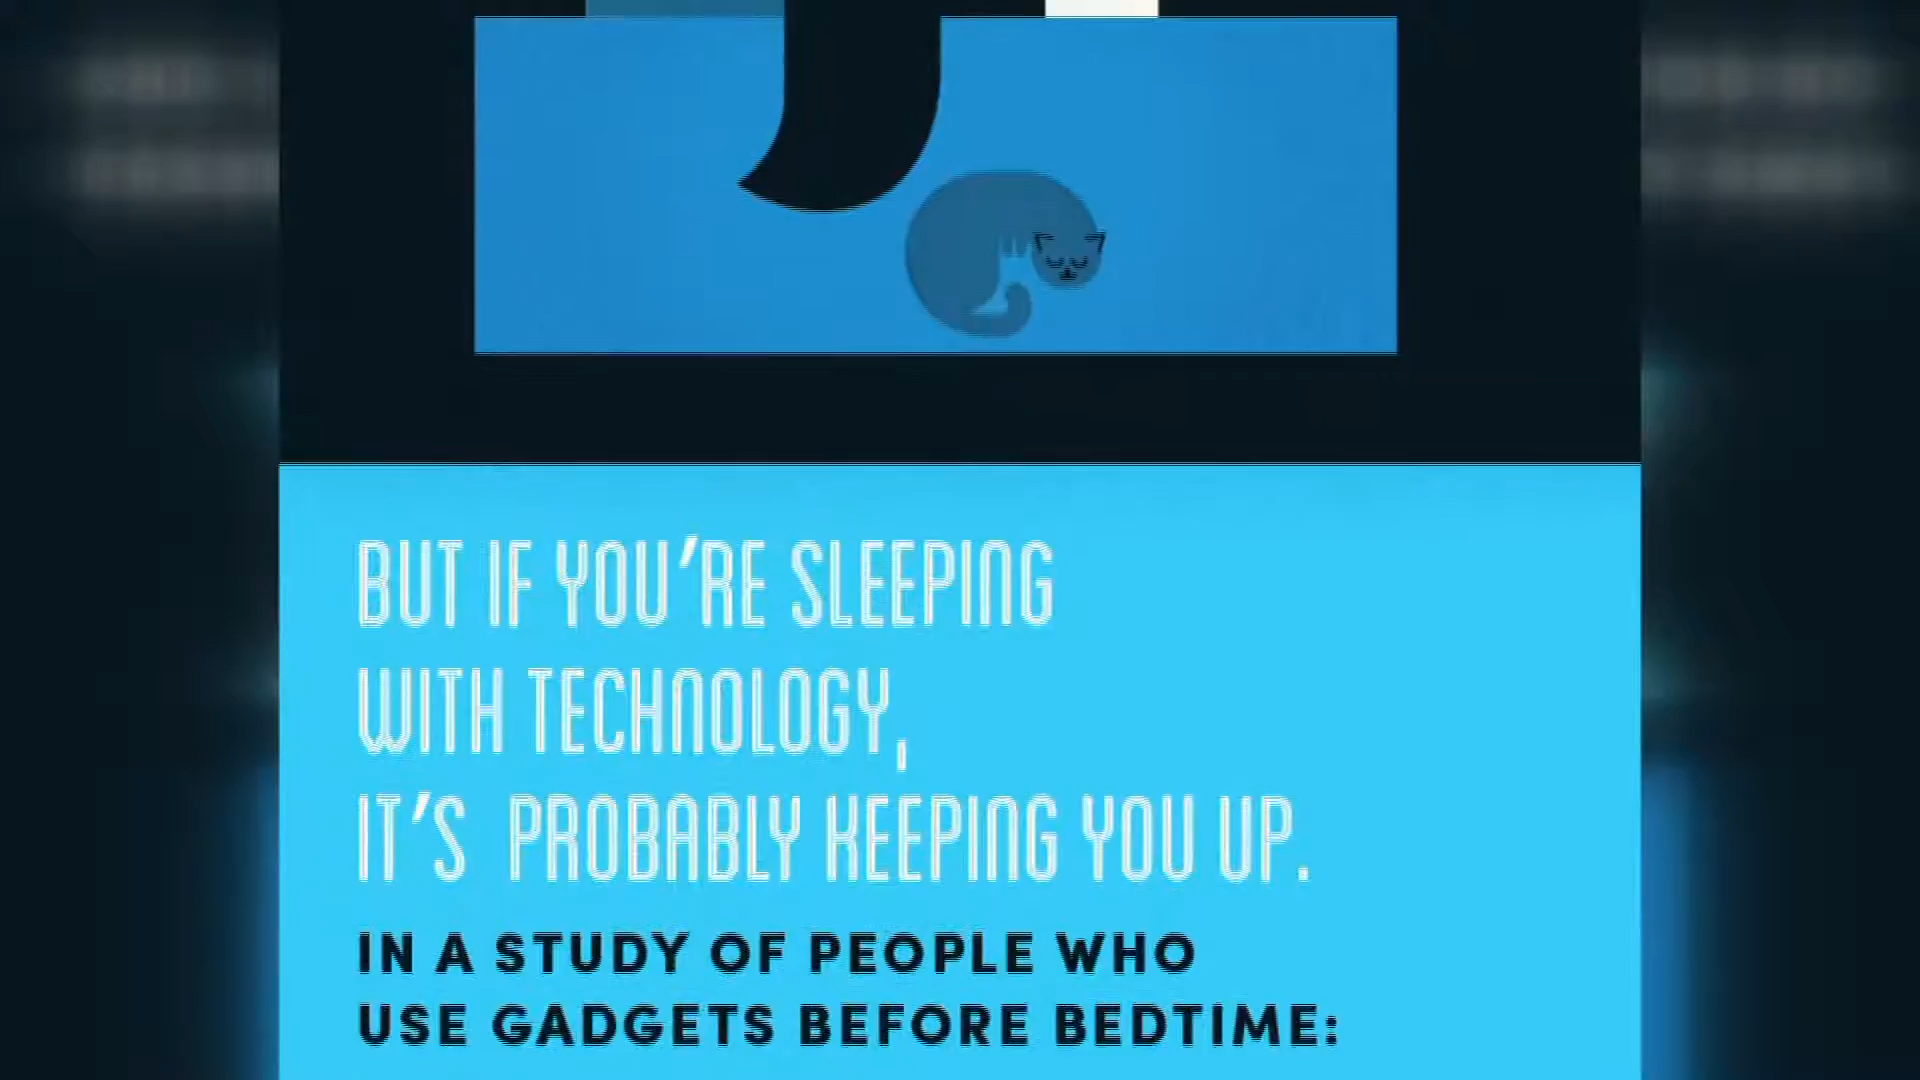 BUT IF YOU'RE SLEEPING
WITH TECHNOLOGY,
IT'S PROBABLY KEEPING YOU UP.
IN A STUDY OF PEOPLE WHO
USE GADGETS BEFORE BEDTIME: